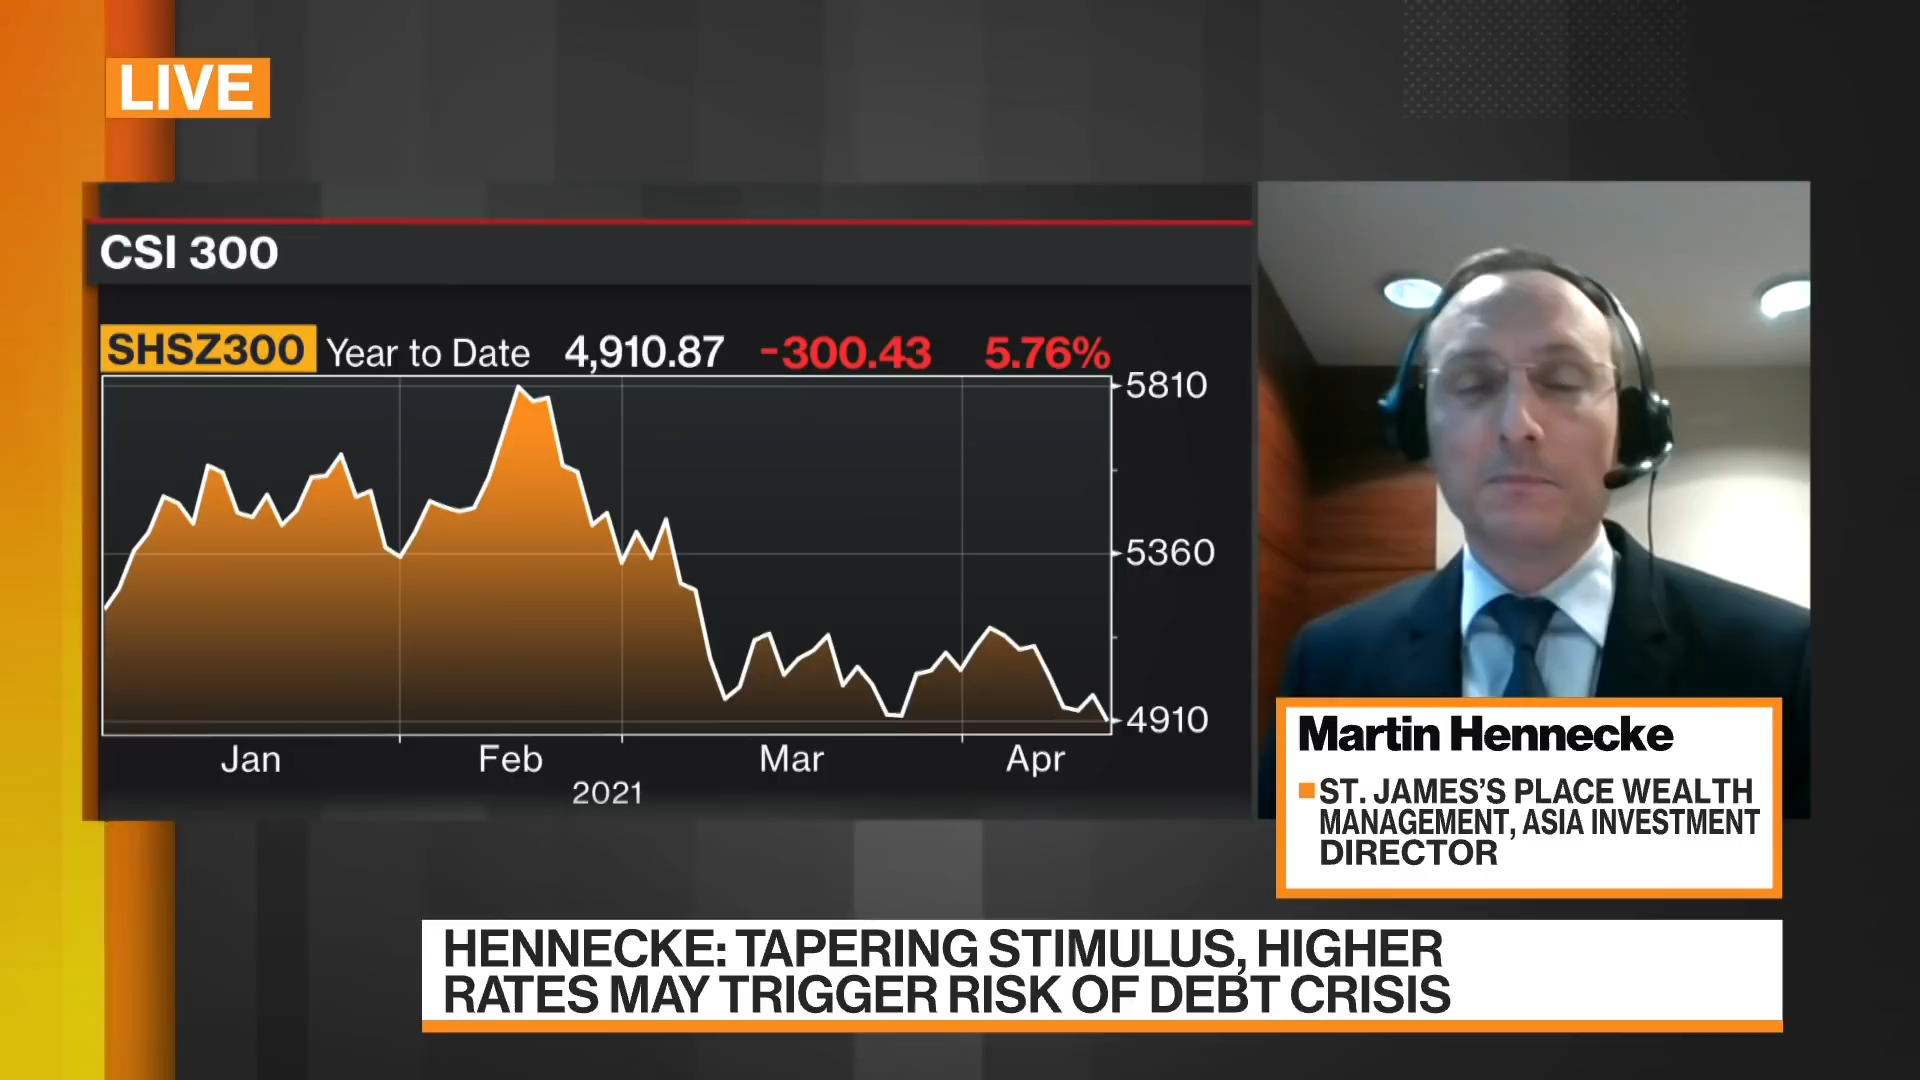 LIVE
CSI 300
SHSZ300 Year to Date 4,910.87 -300.43 5.76%
5810
5360
4910
Jan Feb Mar Apr
2021
Martin Hennecke
ST. JAMES'S PLACE WEALTH
MANAGEMENT, ASIA INVESTMENT
DIRECTOR
HENNECKE: TAPERING STIMULUS, HIGHER
RATES MAY TRIGGER RISK OF DEBT CRISIS